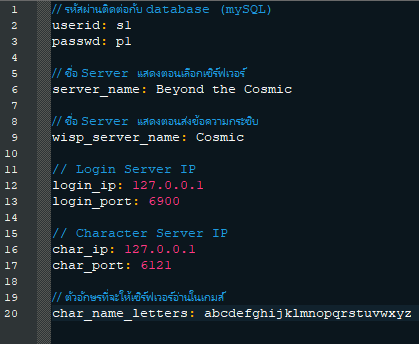 1 // รหัสผ่านติดต่อกับ database (mySQL)
2 userid: s1
3 passwd: p1
4
5 // ชื่อ Server แสดงตอนเลือกเซิร์ฟเวอร์
6 server_name: Beyond the Cosmic
7
8 // ชื่อ Server แสดงตอนส่งข้อความกระซิบ
9 wisp_server_name: Cosmic
10
11 // Login Server IP
12 login_ip: 127.0.0.1
13 login_port: 6900
14
15 // Character Server IP
16 char_ip: 127.0.0.1
17 char_port: 6121
18
19 // ตัวอักษรที่จะให้เซิร์ฟเวอร์อ่านในเกมส์
20 char_name_letters: abcdefghijklmnopqrstuvwxyz